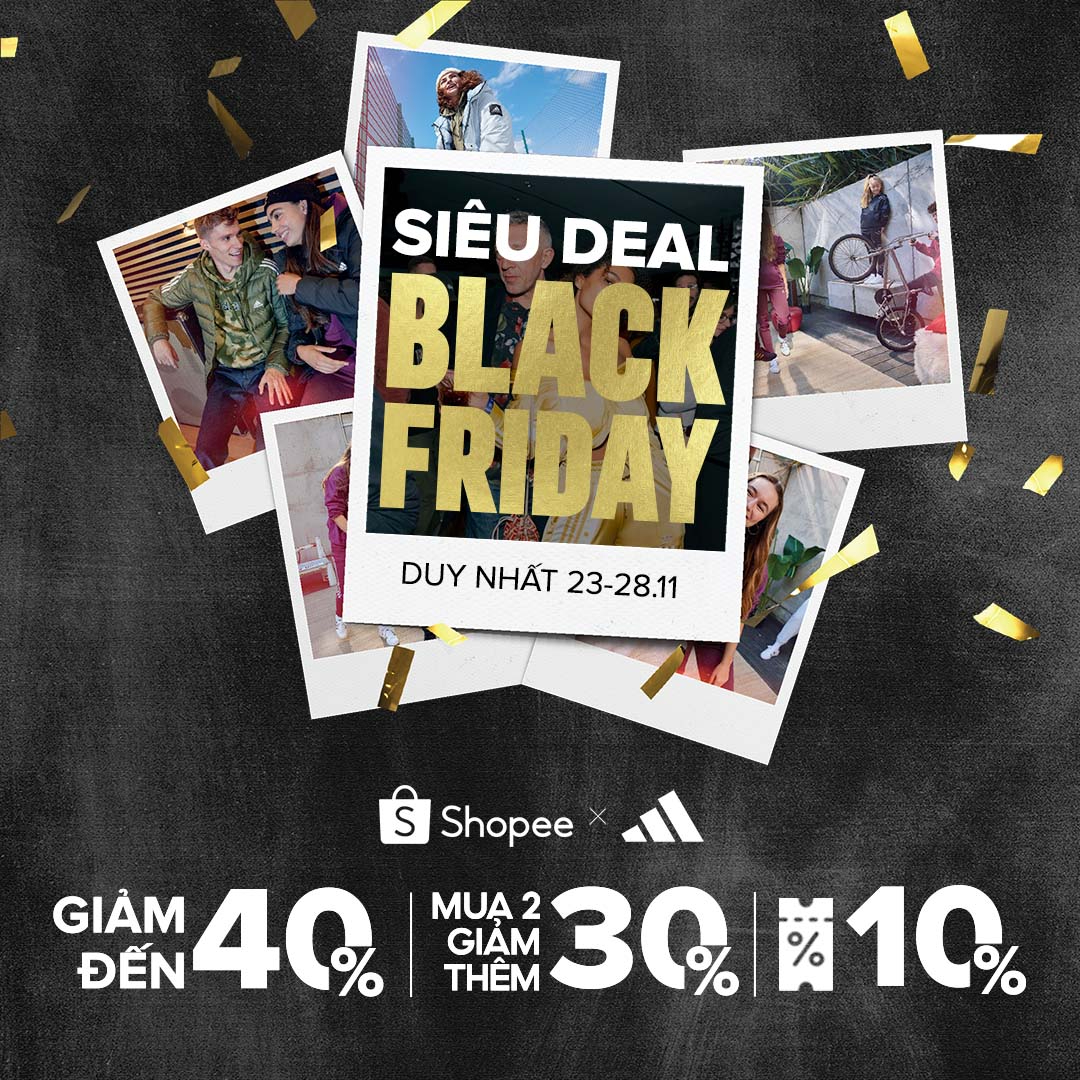 SIÊU DEAL
BLACK
FRIDAY
DUY NHẤT 23-28.11
S Shopee ×
GIẢM
ĐẾN
40%
MUA 2
GIẢM
THÊM
30%
%
10%